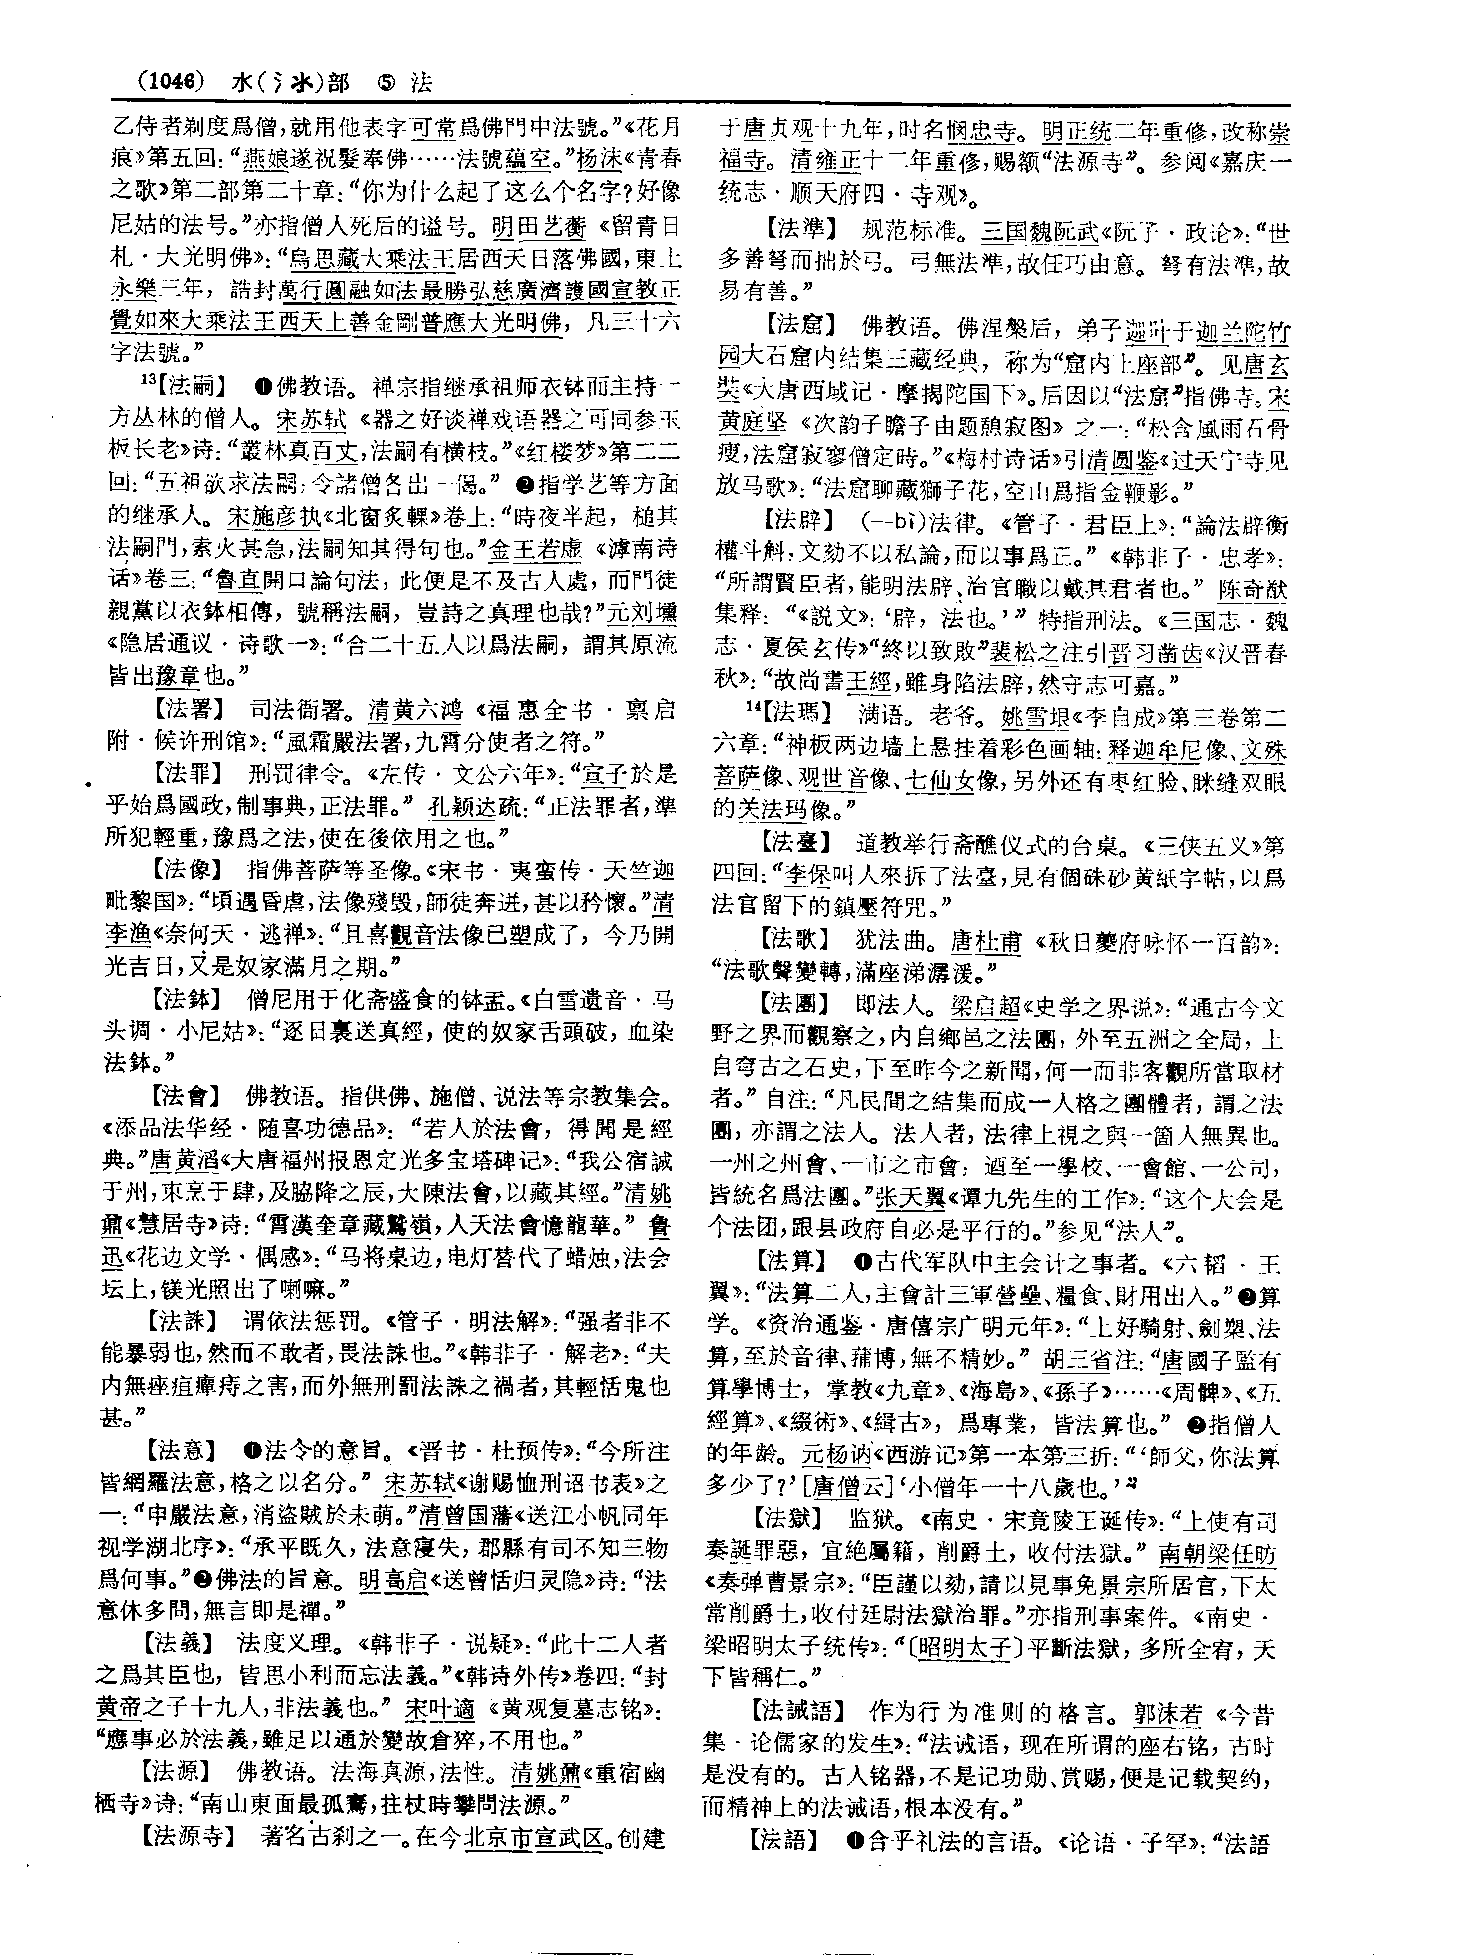 (1046) 水(氵氺)部 ⑤ 法
乙侍者剃度爲僧,就用他表字可常爲佛門中法號。”《花月
痕》第五回:“燕娘遂祝髮奉佛……法號蘊空。”杨沫《青春
之歌》第二部第二十章:“你为什么起了这么个名字?好像
尼姑的法号。”亦指僧人死后的谥号。明田艺蘅《留青日
札·大光明佛》:“烏思藏大乘法王居西天日落佛國,東上
永樂三年,誥封萬行圓融如法最勝弘慈廣濟護國宣教正
覺如來大乘法王西天上善金剛普應大光明佛,凡三十六
字法號。”
13【法嗣】 ❶佛教语。禅宗指继承祖师衣钵而主持一
方丛林的僧人。宋苏轼《器之好谈禅戏语器之可同参玉
板长老》诗:“叢林真百丈,法嗣有横枝。”《红楼梦》第二二
回:“五祖欲求法嗣,令諸僧各出一偈。” ❷指学艺等方面
的继承人。宋施彦执《北窗炙輠》卷上:“時夜半起,槌其
法嗣門,索火甚急,法嗣知其得句也。”金王若虚《滹南诗
话》卷三:“魯直開口論句法,此便是不及古人處,而門徒
親黨以衣鉢相傳,號稱法嗣,豈詩之真理也哉?”元刘壎
《隐居通议·诗歌一》:“合二十五人以爲法嗣,謂其原流
皆出豫章也。”
【法署】 司法衙署。清黄六鸿《福惠全书·禀启
附·候许刑馆》:“風霜嚴法署,九霄分使者之符。”
【法罪】 刑罚律令。《左传·文公六年》:“宣子於是
乎始爲國政,制事典,正法罪。” 孔颖达疏:“正法罪者,準
所犯輕重,豫爲之法,使在後依用之也。”
【法像】 指佛菩萨等圣像。《宋书·夷蛮传·天竺迦
毗黎国》:“頃遇昏虐,法像殘毀,師徒奔迸,甚以矜懷。”清
李渔《奈何天·逃禅》:“且喜觀音法像已塑成了,今乃開
光吉日,又是奴家滿月之期。”
【法鉢】 僧尼用于化斋盛食的钵盂。《白雪遗音·马
头调·小尼姑》:“逐日裏送真經,使的奴家舌頭破,血染
法鉢。”
【法會】 佛教语。指供佛、施僧、说法等宗教集会。
《添品法华经·随喜功德品》:“若人於法會,得聞是經
典。”唐黄滔《大唐福州报恩定光多宝塔碑记》:“我公宿誠
于州,束烹于肆,及脇降之辰,大陳法會,以藏其經。”清姚
鼐《慧居寺》诗:“霄漢奎章藏鷲嶺,人天法會憶龍華。” 鲁
迅《花边文学·偶感》:“马将桌边,电灯替代了蜡烛,法会
坛上,镁光照出了喇嘛。”
【法誅】 谓依法惩罚。《管子·明法解》:“强者非不
能暴弱也,然而不敢者,畏法誅也。”《韩非子·解老》:“夫
内無痤疽癉痔之害,而外無刑罰法誅之禍者,其輕恬鬼也
甚。”
【法意】 ❶法令的意旨。《晋书·杜预传》:“今所注
皆網羅法意,格之以名分。” 宋苏轼《谢赐恤刑诏书表》之
一:“申嚴法意,消盜賊於未萌。”清曾国藩《送江小帆同年
视学湖北序》:“承平既久,法意寖失,郡縣有司不知三物
爲何事。”❷佛法的旨意。明高启《送曾恬归灵隐》诗:“法
意休多問,無言即是禪。”
【法義】 法度义理。《韩非子·说疑》:“此十二人者
之爲其臣也,皆思小利而忘法義。”《韩诗外传》卷四:“封
黄帝之子十九人,非法義也。” 宋叶適《黄观复墓志铭》:
“應事必於法義,雖足以通於變故倉猝,不用也。”
【法源】 佛教语。法海真源,法性。清姚鼐《重宿幽
栖寺》诗:“南山東面最孤騫,拄杖時攀問法源。”
【法源寺】 著名古刹之一。在今北京市宣武区。创建
于唐贞观十九年,时名悯忠寺。明正统二年重修,改称崇
福寺。清雍正十二年重修,赐额“法源寺”。参阅《嘉庆一
统志·顺天府四·寺观》。
【法準】 规范标准。三国魏阮武《阮子·政论》:“世
多善弩而拙於弓。弓無法準,故任巧由意。弩有法準,故
易有善。”
【法窟】 佛教语。佛涅槃后,弟子迦叶于迦兰陀竹
园大石窟内结集三藏经典,称为“窟内上座部”。见唐玄
奘《大唐西域记·摩揭陀国下》。后因以“法窟”指佛寺。宋
黄庭坚《次韵子瞻子由题憩寂图》之一:“松含風雨石骨
瘦,法窟寂寥僧定時。”《梅村诗话》引清圆鉴《过天宁寺见
放马歌》:“法窟聊藏獅子花,空山爲指金鞭影。”
【法辟】 (—bì)法律。《管子·君臣上》:“論法辟衡
權斗斛,文劾不以私論,而以事爲正。” 《韩非子·忠孝》:
“所謂賢臣者,能明法辟、治官職以戴其君者也。” 陈奇猷
集释:“《説文》:‘辟,法也。’” 特指刑法。《三国志·魏
志·夏侯玄传》“終以致敗”裴松之注引晋习凿齿《汉晋春
秋》:“故尚書王經,雖身陷法辟,然守志可嘉。”
14【法瑪】 满语。老爷。姚雪垠《李自成》第三卷第二
六章:“神板两边墙上悬挂着彩色画轴:释迦牟尼像、文殊
菩萨像、观世音像、七仙女像,另外还有枣红脸、眯缝双眼
的关法玛像。”
【法臺】 道教举行斋醮仪式的台桌。《三侠五义》第
四回:“李保叫人來拆了法臺,見有個硃砂黄紙字帖,以爲
法官留下的鎮壓符咒。”
【法歌】 犹法曲。唐杜甫《秋日夔府咏怀一百韵》:
“法歌聲變轉,滿座涕潺湲。”
【法團】 即法人。梁启超《史学之界说》:“通古今文
野之界而觀察之,内自鄉邑之法團,外至五洲之全局,上
自穹古之石史,下至昨今之新聞,何一而非客觀所當取材
者。”自注:“凡民間之結集而成一人格之團體者,謂之法
團,亦謂之法人。法人者,法律上視之與一箇人無異也。
一州之州會、一市之市會,迺至一學校、一會館、一公司,
皆統名爲法團。”张天翼《谭九先生的工作》:“这个大会是
个法团,跟县政府自必是平行的。”参见“法人”。
【法算】 ❶古代军队中主会计之事者。《六韬·王
翼》:“法算二人,主會計三軍營壘、糧食、財用出入。”❷算
学。《资治通鉴·唐僖宗广明元年》:“上好騎射、劍槊、法
算,至於音律、蒱博,無不精妙。” 胡三省注:“唐國子監有
算學博士,掌教《九章》、《海島》、《孫子》……《周髀》、《五
經算》、《綴術》、《緝古》,爲專業,皆法算也。” ❷指僧人
的年龄。元杨讷《西游记》第一本第三折:“‘師父,你法算
多少了?’[唐僧云]‘小僧年一十八歲也。’”
【法獄】 监狱。《南史·宋竟陵王诞传》:“上使有司
奏誕罪惡,宜絶屬籍,削爵土,收付法獄。” 南朝梁任昉
《奏弹曹景宗》:“臣謹以劾,請以見事免景宗所居官,下太
常削爵士,收付廷尉法獄治罪。”亦指刑事案件。《南史·
梁昭明太子统传》:“〔昭明太子〕平斷法獄,多所全宥,天
下皆稱仁。”
【法誡語】 作为行为准则的格言。郭沫若《今昔
集·论儒家的发生》:“法诫语,现在所谓的座右铭,古时
是没有的。古人铭器,不是记功勋、赏赐,便是记载契约,
而精神上的法诫语,根本没有。”
【法語】 ❶合乎礼法的言语。《论语·子罕》:“法語